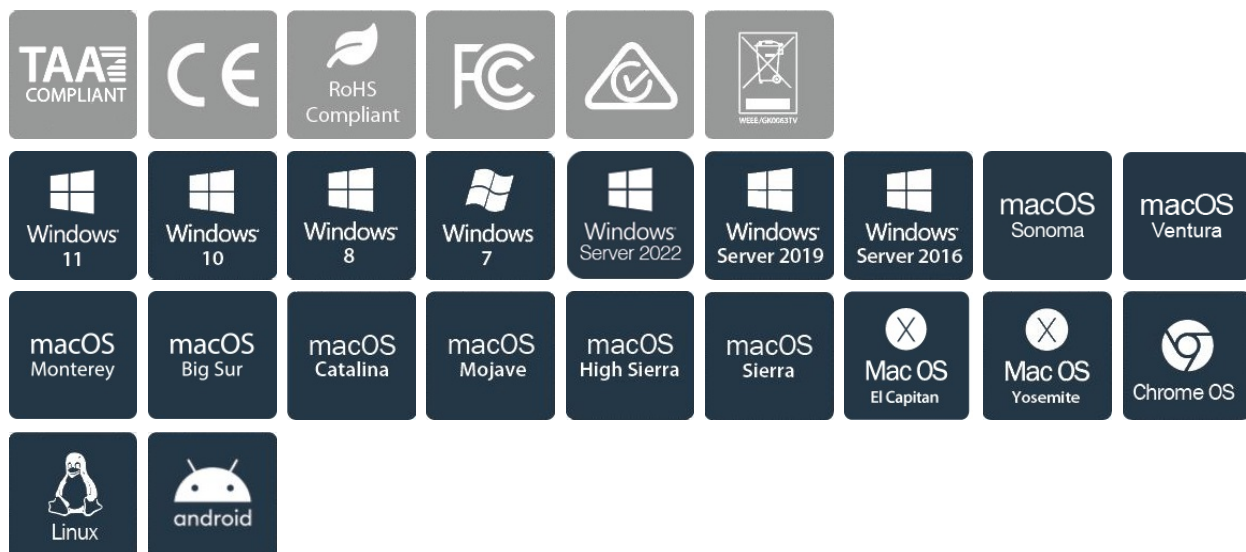 TAA
COMPLIANT
CE
RoHS
Compliant
FC
WEEE/GK0063TV
Windows
11
Windows
10
Windows
8
Windows
7
Windows
Server 2022
Windows
Server 2019
Windows
Server 2016
macOS
Sonoma
macOS
Ventura
macOS
Monterey
macOS
Big Sur
macOS
Catalina
macOS
Mojave
macOS
High Sierra
macOS
Sierra
X
Mac OS
El Capitan
X
Mac OS
Yosemite
Chrome OS
Linux
android